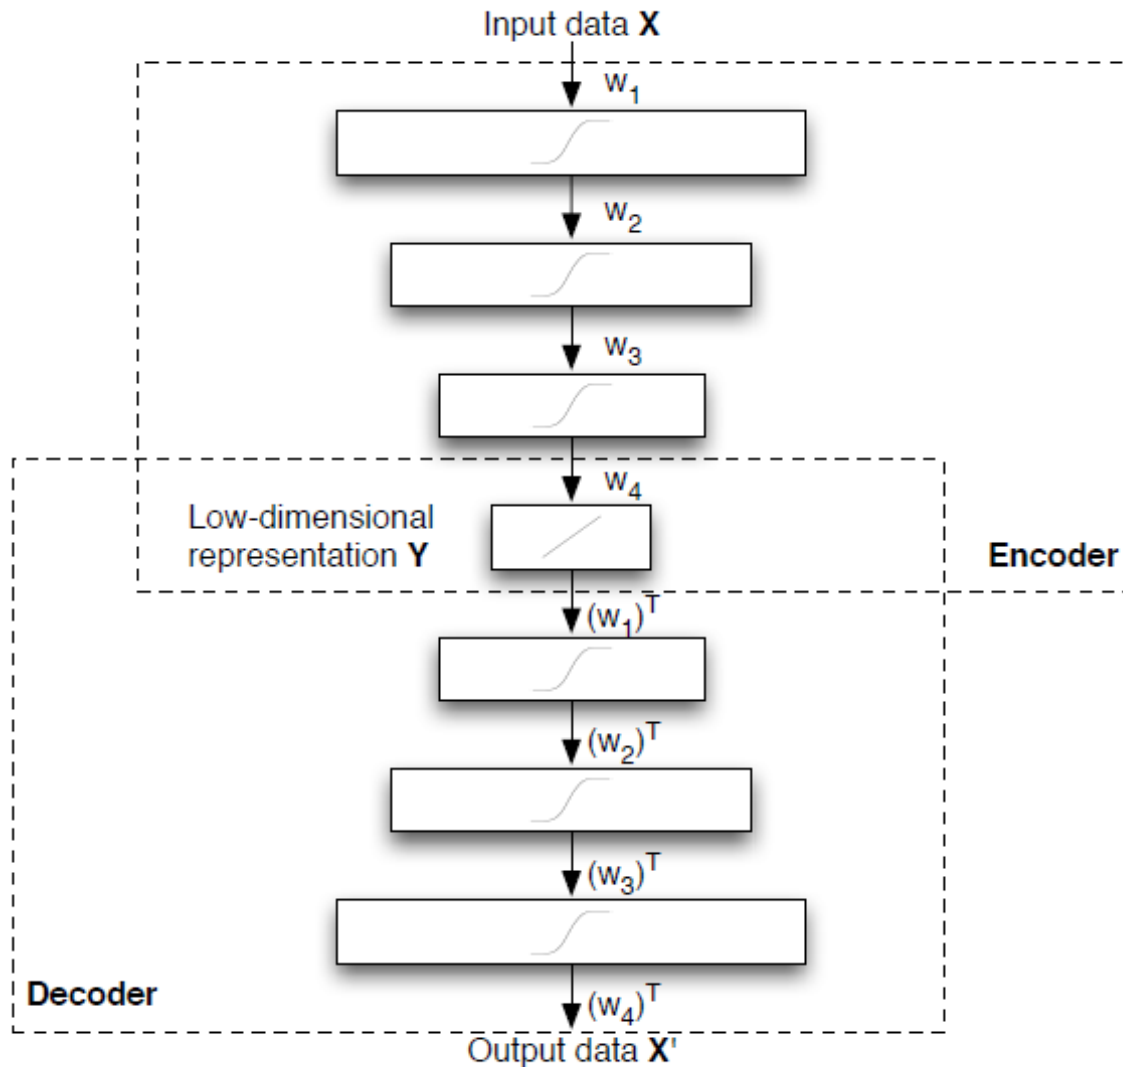 Input data X
w1
w2
w3
w4
Low-dimensional
representation Y
Encoder
(w1)T
(w2)T
(w3)T
Decoder
(w4)T
Output data X'